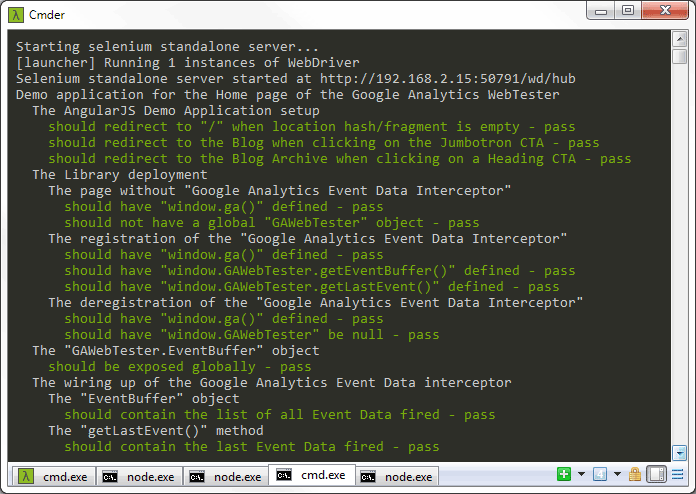 Cmder
Starting selenium standalone server...
[launcher] Running 1 instances of WebDriver
Selenium standalone server started at http://192.168.2.15:50791/wd/hub
Demo application for the Home page of the Google Analytics WebTester
The AngularJS Demo Application setup
should redirect to "/" when location hash/fragment is empty - pass
should redirect to the Blog when clicking on the Jumbotron CTA - pass
should redirect to the Blog Archive when clicking on a Heading CTA - pass
The Library deployment
The page without "Google Analytics Event Data Interceptor"
should have "window.ga()" defined - pass
should not have a global "GAWebTester" object - pass
The registration of the "Google Analytics Event Data Interceptor"
should have "window.ga()" defined - pass
should have "window.GAWebTester.getEventBuffer()" defined - pass
should have "window.GAWebTester.getLastEvent()" defined - pass
The deregistration of the "Google Analytics Event Data Interceptor"
should have "window.ga()" defined - pass
should have "window.GAWebTester" be null - pass
The "GAWebTester.EventBuffer" object
should be exposed globally - pass
The wiring up of the Google Analytics Event Data interceptor
The "EventBuffer" object
should contain the list of all Event Data fired - pass
The "getLastEvent()" method
should contain the last Event Data fired - pass
cmd.exe node.exe node.exe cmd.exe node.exe